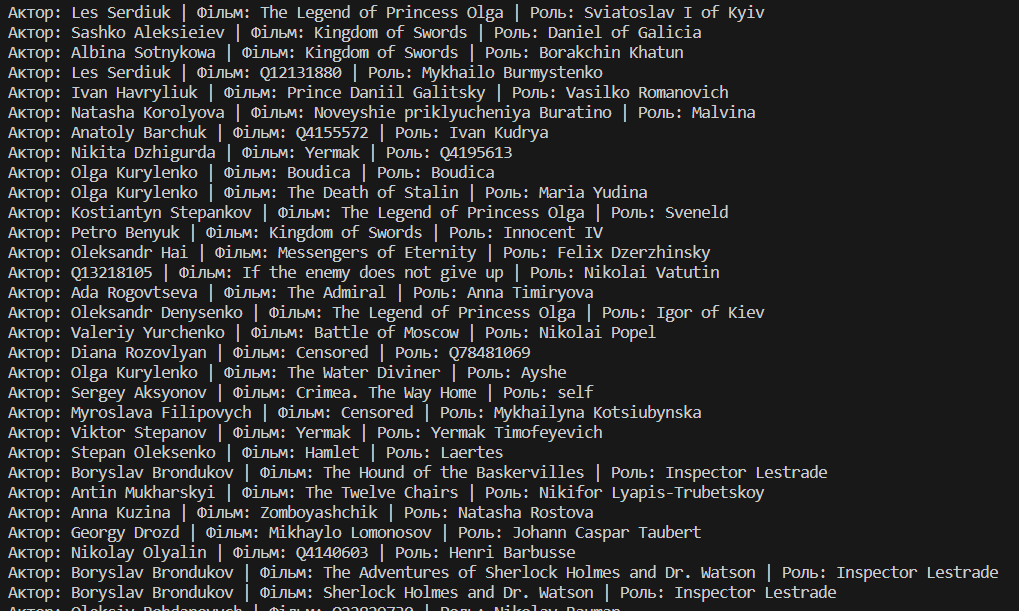 Актор: Les Serdiuk | Фільм: The Legend of Princess Olga | Роль: Sviatoslav I of Kyiv
Актор: Sashko Aleksieiev | Фільм: Kingdom of Swords | Роль: Daniel of Galicia
Актор: Albina Sotnykowa | Фільм: Kingdom of Swords | Роль: Borakchin Khatun
Актор: Les Serdiuk | Фільм: Q12131880 | Роль: Mykhailo Burmystenko
Актор: Ivan Havryliuk | Фільм: Prince Daniil Galitsky | Роль: Vasilko Romanovich
Актор: Natasha Korolyova | Фільм: Noveyshie priklyucheniya Buratino | Роль: Malvina
Актор: Anatoly Barchuk | Фільм: Q4155572 | Роль: Ivan Kudrya
Актор: Nikita Dzhigurda | Фільм: Yermak | Роль: Q4195613
Актор: Olga Kurylenko | Фільм: Boudica | Роль: Boudica
Актор: Olga Kurylenko | Фільм: The Death of Stalin | Роль: Maria Yudina
Актор: Kostiantyn Stepankov | Фільм: The Legend of Princess Olga | Роль: Sveneld
Актор: Petro Benyuk | Фільм: Kingdom of Swords | Роль: Innocent IV
Актор: Oleksandr Hai | Фільм: Messengers of Eternity | Роль: Felix Dzerzhinsky
Актор: Q13218105 | Фільм: If the enemy does not give up | Роль: Nikolai Vatutin
Актор: Ada Rogovtseva | Фільм: The Admiral | Роль: Anna Timiryova
Актор: Oleksandr Denysenko | Фільм: The Legend of Princess Olga | Роль: Igor of Kiev
Актор: Valeriy Yurchenko | Фільм: Battle of Moscow | Роль: Nikolai Popel
Актор: Diana Rozovlyan | Фільм: Censored | Роль: Q78481069
Актор: Olga Kurylenko | Фільм: The Water Diviner | Роль: Ayshe
Актор: Sergey Aksyonov | Фільм: Crimea. The Way Home | Роль: self
Актор: Myroslava Filipovych | Фільм: Censored | Роль: Mykhailyna Kotsiubynska
Актор: Viktor Stepanov | Фільм: Yermak | Роль: Yermak Timofeyevich
Актор: Stepan Oleksenko | Фільм: Hamlet | Роль: Laertes
Актор: Boryslav Brondukov | Фільм: The Hound of the Baskervilles | Роль: Inspector Lestrade
Актор: Antin Mukharskyi | Фільм: The Twelve Chairs | Роль: Nikifor Lyapis-Trubetskoy
Актор: Anna Kuzina | Фільм: Zomboyashchik | Роль: Natasha Rostova
Актор: Georgy Drozd | Фільм: Mikhaylo Lomonosov | Роль: Johann Caspar Taubert
Актор: Nikolay Olyalin | Фільм: Q4140603 | Роль: Henri Barbusse
Актор: Boryslav Brondukov | Фільм: The Adventures of Sherlock Holmes and Dr. Watson | Роль: Inspector Lestrade
Актор: Boryslav Brondukov | Фільм: Sherlock Holmes and Dr. Watson | Роль: Inspector Lestrade